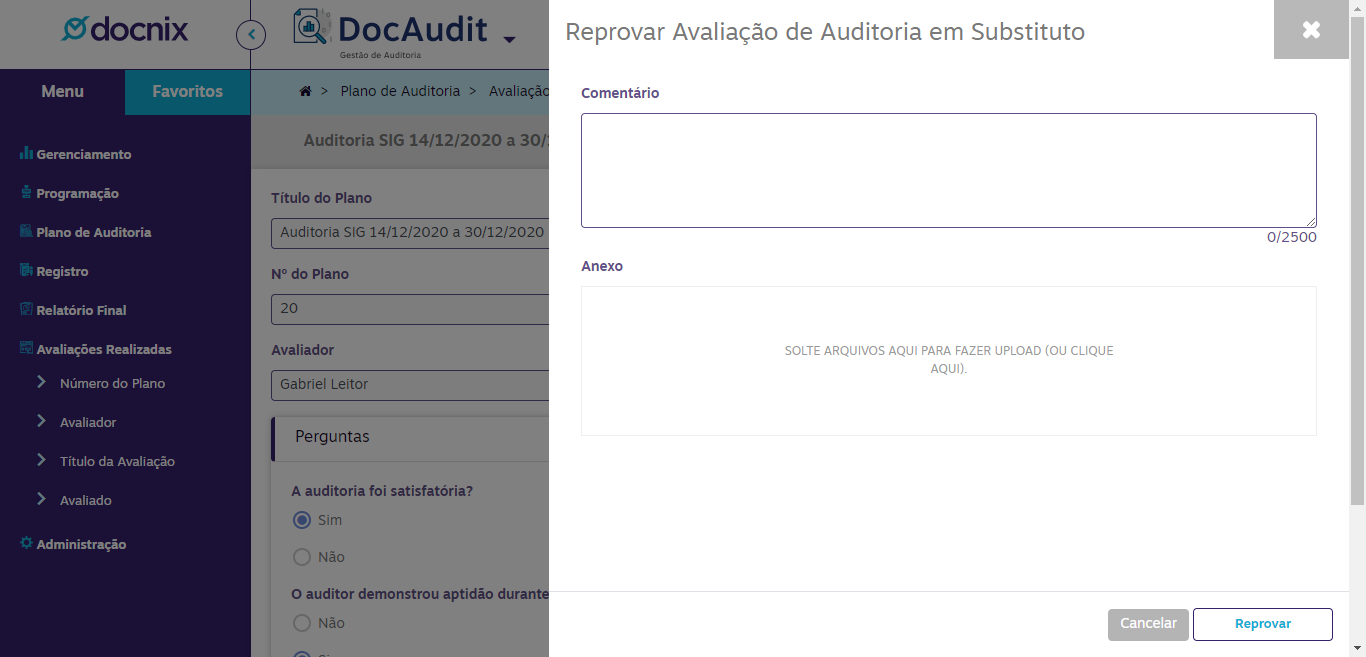 docnix
DocAudit
Gestão de Auditoria
Menu
Favoritos
Gerenciamento
Programação
Plano de Auditoria
Registro
Relatório Final
Avaliações Realizadas
Número do Plano
Avaliador
Título da Avaliação
Avaliado
Administração
> Plano de Auditoria > Avaliação
Auditoria SIG 14/12/2020 a 30/
Título do Plano
Auditoria SIG 14/12/2020 a 30/12/2020
Nº do Plano
20
Avaliador
Gabriel Leitor
Perguntas
A auditoria foi satisfatória?
Sim
Não
O auditor demonstrou aptidão durante
Não
Reprovar Avaliação de Auditoria em Substituto
Comentário
0/2500
Anexo
SOLTE ARQUIVOS AQUI PARA FAZER UPLOAD (OU CLIQUE
AQUI).
Cancelar
Reprovar